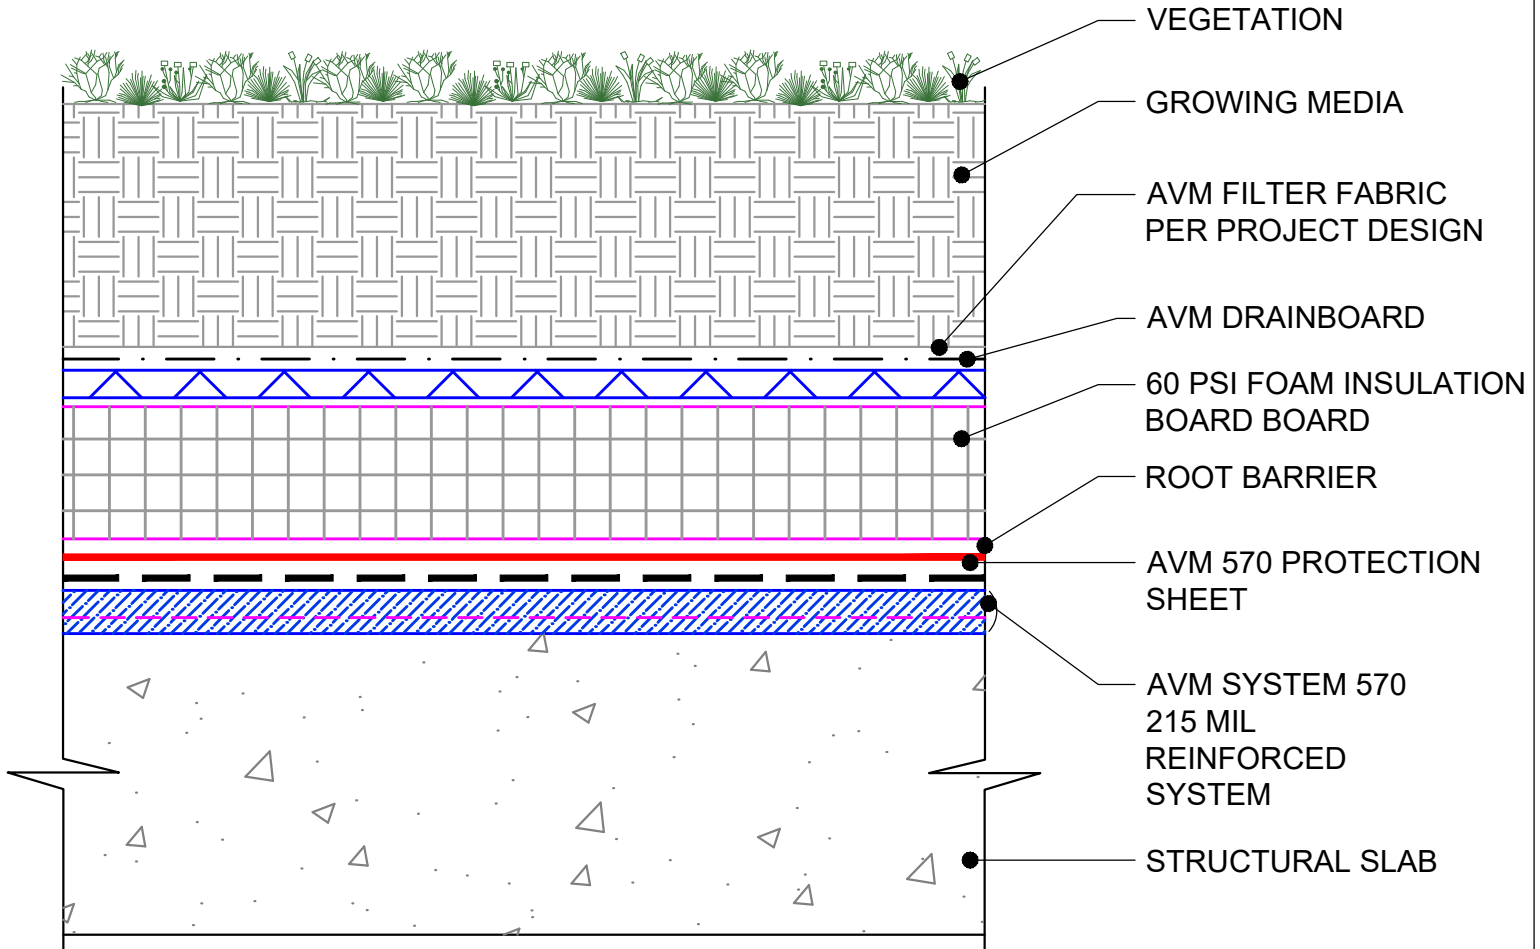 VEGETATION
GROWING MEDIA
AVM FILTER FABRIC
PER PROJECT DESIGN
AVM DRAINBOARD
60 PSI FOAM INSULATION
BOARD BOARD
ROOT BARRIER
AVM 570 PROTECTION
SHEET
AVM SYSTEM 570
215 MIL
REINFORCED
SYSTEM
STRUCTURAL SLAB